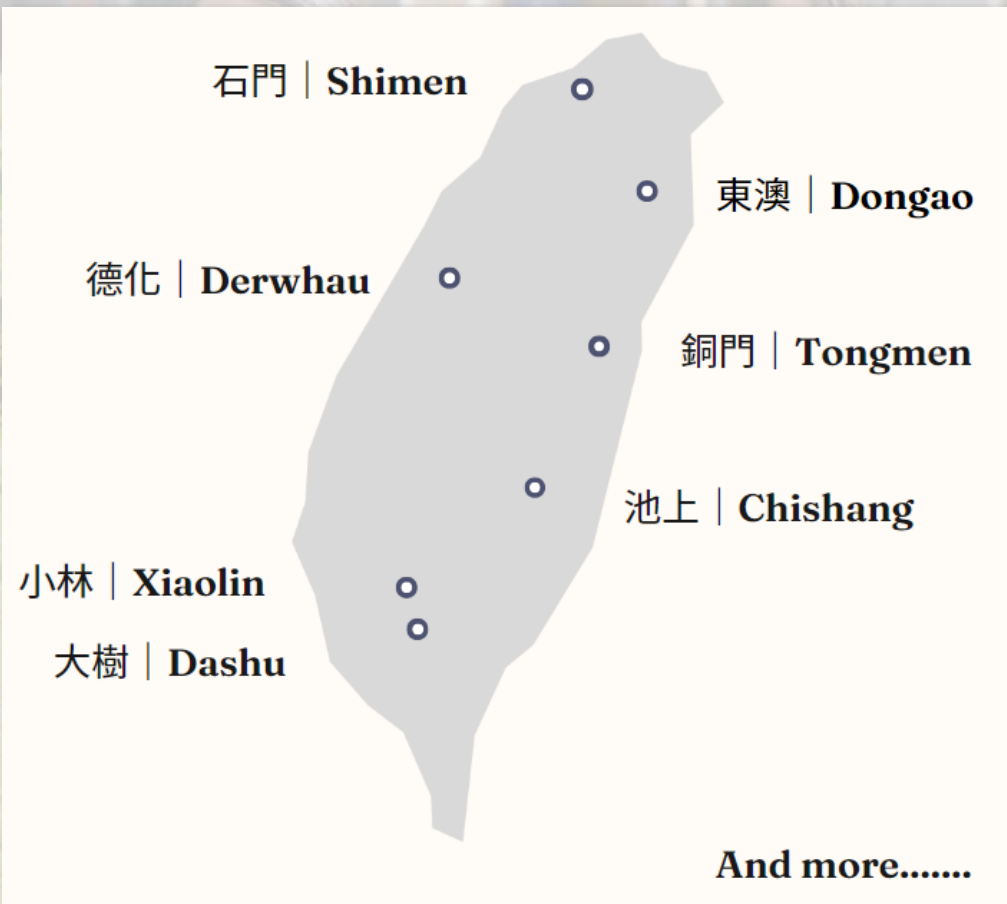 石門｜Shimen
東澳｜Dongao
德化｜Derwhau
銅門｜Tongmen
池上｜Chishang
小林｜Xiaolin
大樹｜Dashu
And more.......